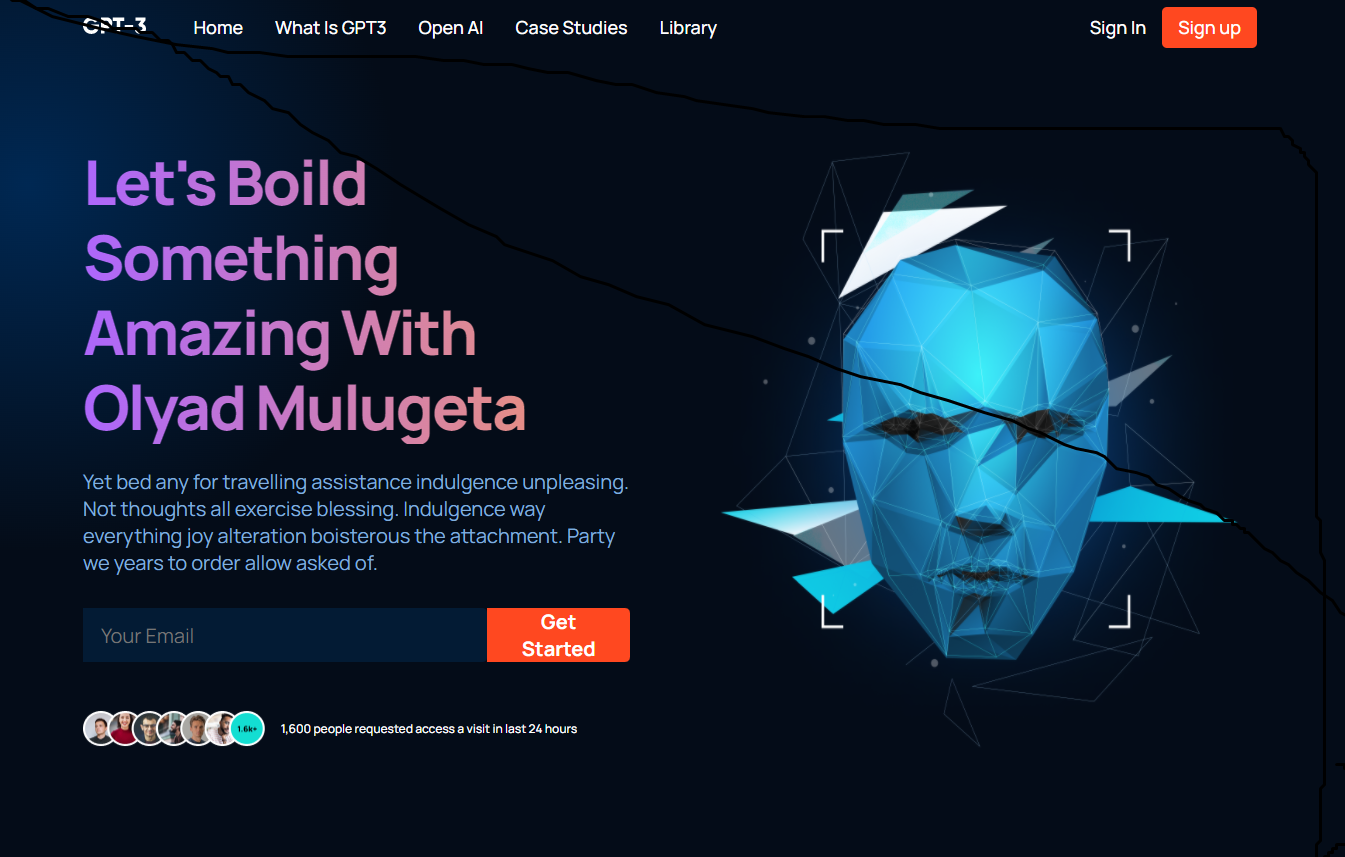 GPT-3
Home
What Is GPT3
Open AI
Case Studies
Library
Sign In
Sign up
Let's Boild
Something
Amazing With
Olyad Mulugeta
Yet bed any for travelling assistance indulgence unpleasing.
Not thoughts all exercise blessing. Indulgence way
everything joy alteration boisterous the attachment. Party
we years to order allow asked of.
Your Email
Get
Started
1.6k+
1,600 people requested access a visit in last 24 hours